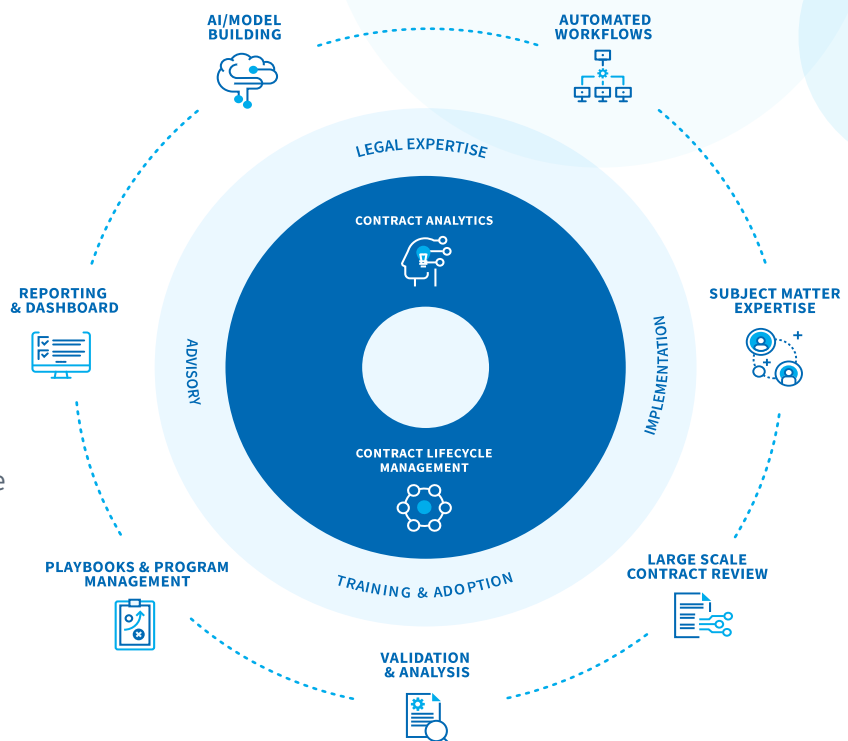 AI/MODEL
BUILDING
AUTOMATED
WORKFLOWS
LEGAL EXPERTISE
CONTRACT ANALYTICS
REPORTING
& DASHBOARD
SUBJECT MATTER
EXPERTISE
ADVISORY
IMPLEMENTATION
CONTRACT LIFECYCLE
MANAGEMENT
e
PLAYBOOKS & PROGRAM
MANAGEMENT
LARGE SCALE
CONTRACT REVIEW
TRAINING & ADOPTION
VALIDATION
& ANALYSIS